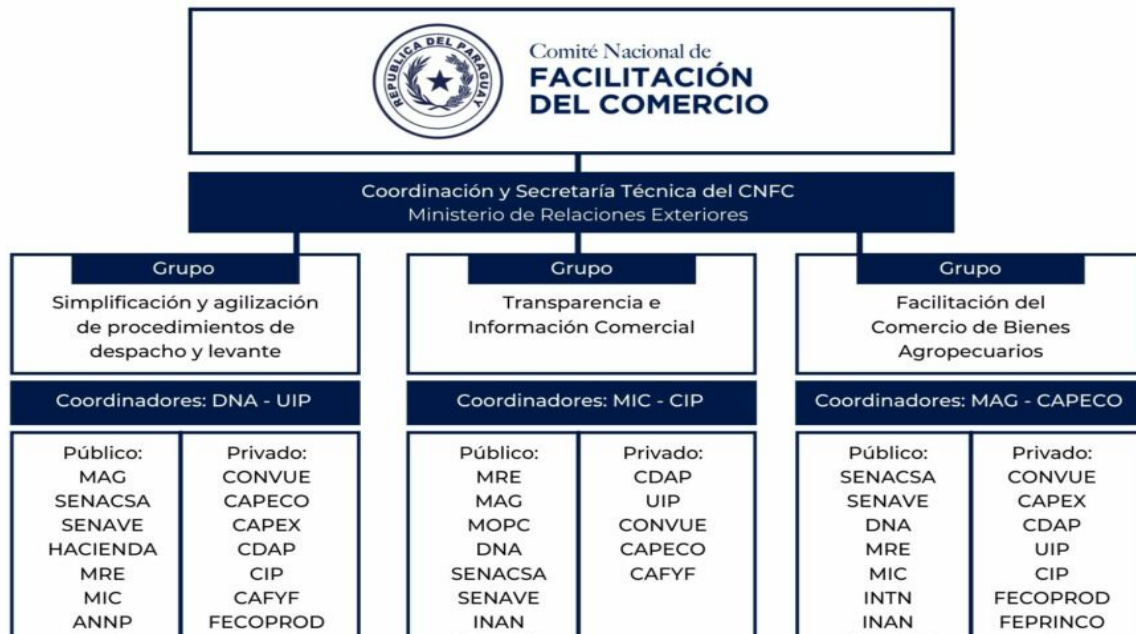 REPUBLICA DEL PARAGUAY
Comité Nacional de
FACILITACIÓN
DEL COMERCIO
Coordinación y Secretaría Técnica del CNFC
Ministerio de Relaciones Exteriores
Grupo
Simplificación y agilización
de procedimientos de
despacho y levante
Coordinadores: DNA - UIP
Público:
MAG
SENACSA
SENAVE
HACIENDA
MRE
MIC
ANNP
Privado:
CONVUE
CAPECO
CAPEX
CDAP
CIP
CAFYF
FECOPROD
Grupo
Transparencia e
Información Comercial
Coordinadores: MIC - CIP
Público:
MRE
MAG
MOPC
DNA
SENACSA
SENAVE
INAN
Privado:
CDAP
UIP
CONVUE
CAPECO
CAFYF
Grupo
Facilitación del
Comercio de Bienes
Agropecuarios
Coordinadores: MAG - CAPECO
Público:
SENACSA
SENAVE
DNA
MRE
MIC
INTN
INAN
Privado:
CONVUE
CAPEX
CDAP
UIP
CIP
FECOPROD
FEPRINCO